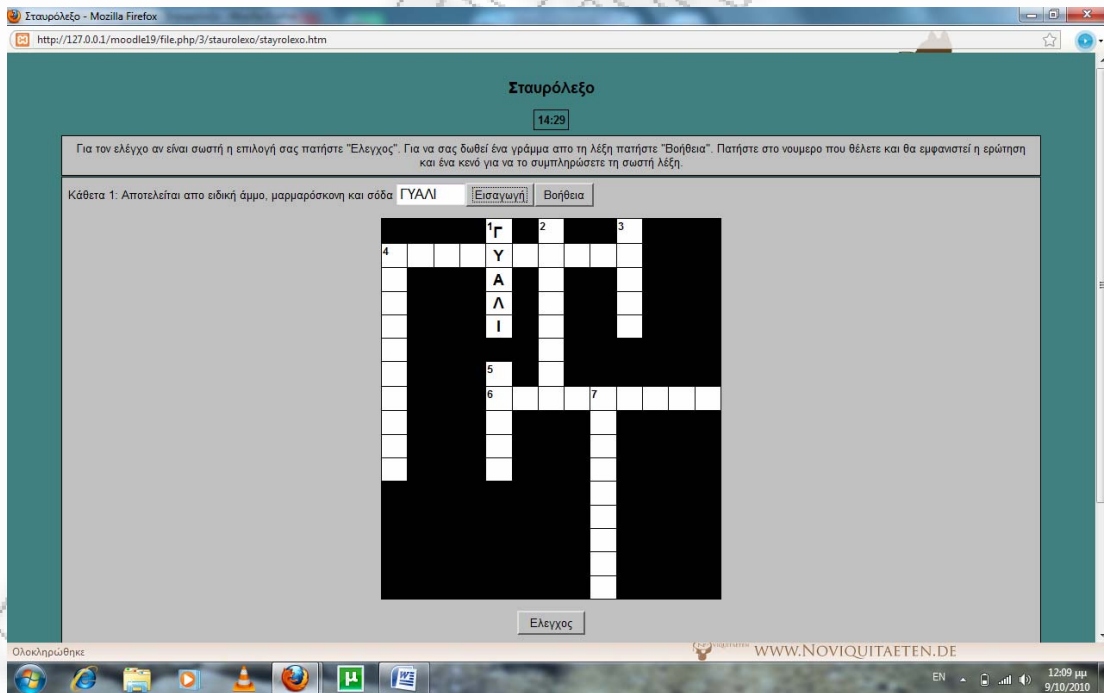 Σταυρόλεξο - Mozilla Firefox
http://127.0.0.1/moodle19/file.php/3/staurolexo/stayrolexo.htm
Σταυρόλεξο
14:29
Για τον ελέγχο αν είναι σωστή η επιλογή σας πατήστε "Ελεγχος". Για να σας δωθεί ένα γράμμα απο τη λέξη πατήστε "Βοήθεια". Πατήστε στο νουμερο που θέλετε και θα εμφανιστεί η ερώτηση
και ένα κενό για να το συμπληρώσετε τη σωστή λέξη.
Κάθετα 1: Αποτελείται απο ειδική άμμο, μαρμαρόσκονη και σόδα ΓΥΑΛΙ Εισαγωγή Βοήθεια
1 Γ 2 3
4 Υ
Α
Λ
Ι
5
6 7
Ελεγχος
Ολοκληρώθηκε
WWW.NOVIQUITAETEN.DE
EN 12:09 μμ
9/10/2010